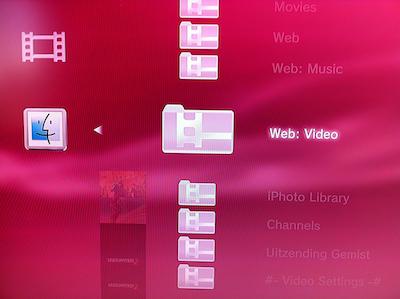 Movies
Web
Web: Music
Web: Video
iPhoto Library
Channels
Uitzending Gemist
#- Video Settings -#